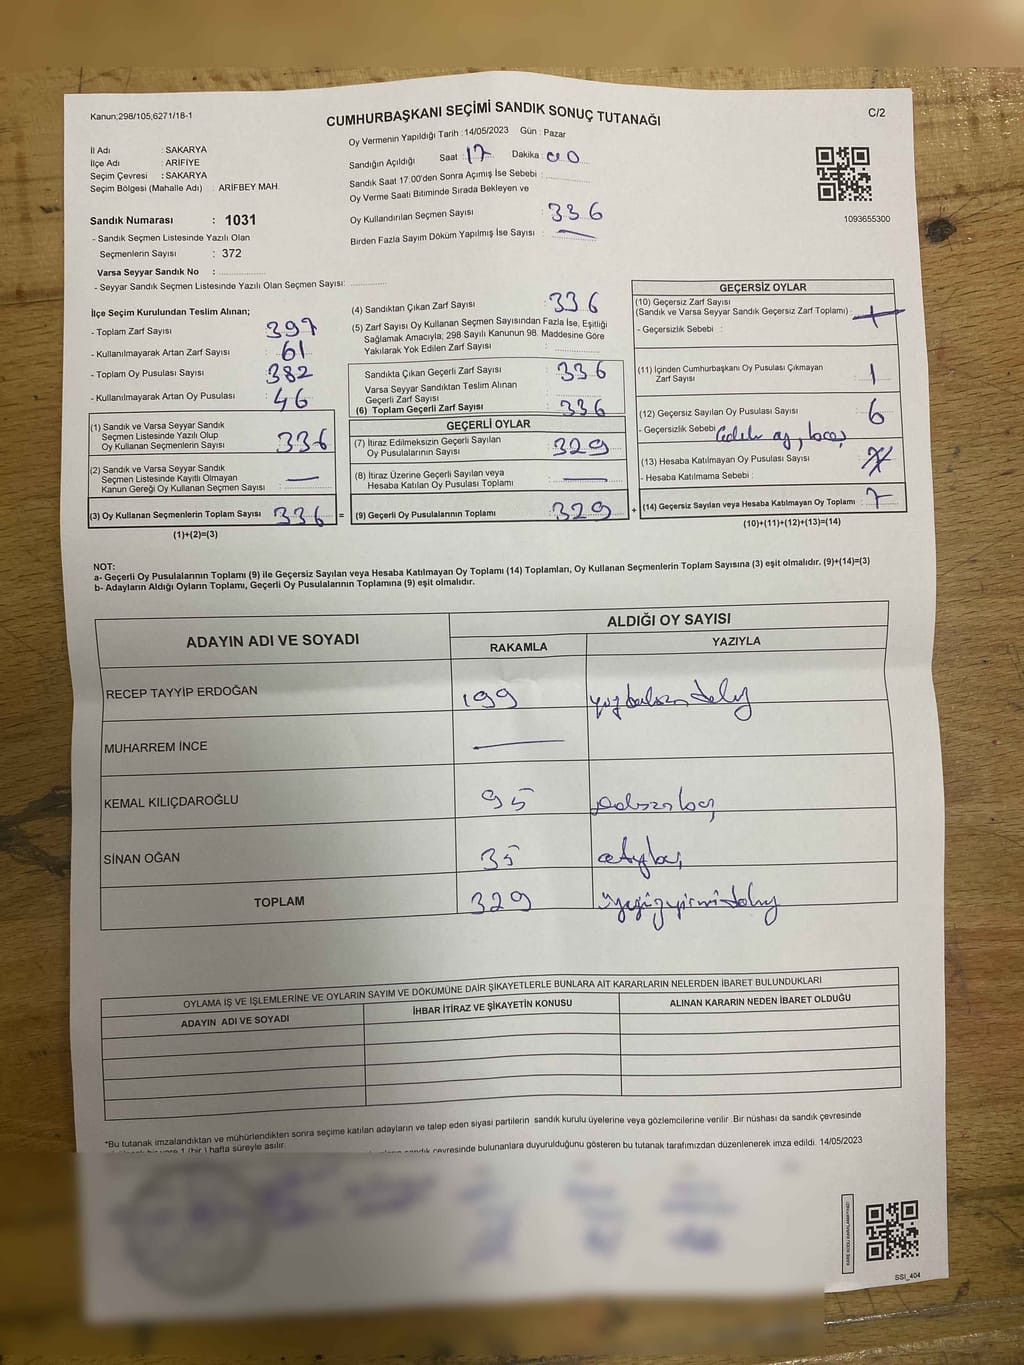 Kanun;298/105,6271/18-1
CUMHURBAŞKANI SEÇİMİ SANDIK SONUÇ TUTANAĞI
C/2
Oy Vermenin Yapıldığı Tarih : 14/05/2023 Gün : Pazar
İl Adı : SAKARYA
İlçe Adı : ARİFİYE
Seçim Çevresi : SAKARYA
Seçim Bölgesi (Mahalle Adı) : ARİFBEY MAH.
Sandığın Açıldığı Saat : 17 Dakika : 00
Sandık Saat 17:00'den Sonra Açımış İse Sebebi :
Oy Verme Saati Bitiminde Sırada Bekleyen ve
Oy Kullandırılan Seçmen Sayısı : 336
Birden Fazla Sayım Döküm Yapılmış İse Sayısı : —
1093655300
Sandık Numarası : 1031
- Sandık Seçmen Listesinde Yazılı Olan
Seçmenlerin Sayısı : 372
Varsa Seyyar Sandık No :
- Seyyar Sandık Seçmen Listesinde Yazılı Olan Seçmen Sayısı:
İlçe Seçim Kurulundan Teslim Alınan;
- Toplam Zarf Sayısı : 397
- Kullanılmayarak Artan Zarf Sayısı : 61
- Toplam Oy Pusulası Sayısı : 382
- Kullanılmayarak Artan Oy Pusulası : 46
(1) Sandık ve Varsa Seyyar Sandık
Seçmen Listesinde Yazılı Olup
Oy Kullanan Seçmenlerin Sayısı : 336
(2) Sandık ve Varsa Seyyar Sandık
Seçmen Listesinde Kayıtlı Olmayan
Kanun Gereği Oy Kullanan Seçmen Sayısı : —
(3) Oy Kullanan Seçmenlerin Toplam Sayısı : 336 =
(1)+(2)=(3)
(4) Sandıktan Çıkan Zarf Sayısı : 336
(5) Zarf Sayısı Oy Kullanan Seçmen Sayısından Fazla İse, Eşitliği
Sağlamak Amacıyla; 298 Sayılı Kanunun 98. Maddesine Göre
Yakılarak Yok Edilen Zarf Sayısı :
Sandıkta Çıkan Geçerli Zarf Sayısı : 336
Varsa Seyyar Sandıktan Teslim Alınan
Geçerli Zarf Sayısı :
(6) Toplam Geçerli Zarf Sayısı : 336
GEÇERLİ OYLAR
(7) İtiraz Edilmeksizin Geçerli Sayılan
Oy Pusulalarının Sayısı : 329
(8) İtiraz Üzerine Geçerli Sayılan veya
Hesaba Katılan Oy Pusulası Toplamı : —
(9) Geçerli Oy Pusulalarının Toplamı : 329 +
GEÇERSİZ OYLAR
(10) Geçersiz Zarf Sayısı
(Sandık ve Varsa Seyyar Sandık Geçersiz Zarf Toplamı) :
- Geçersizlik Sebebi :
(11) İçinden Cumhurbaşkanı Oy Pusulası Çıkmayan
Zarf Sayısı : 1
(12) Geçersiz Sayılan Oy Pusulası Sayısı : 6
- Geçersizlik Sebebi :
(13) Hesaba Katılmayan Oy Pusulası Sayısı :
- Hesaba Katılmama Sebebi :
(14) Geçersiz Sayılan veya Hesaba Katılmayan Oy Toplamı : 7
(10)+(11)+(12)+(13)=(14)
NOT:
a- Geçerli Oy Pusulalarının Toplamı (9) ile Geçersiz Sayılan veya Hesaba Katılmayan Oy Toplamı (14) Toplamları, Oy Kullanan Seçmenlerin Toplam Sayısına (3) eşit olmalıdır. (9)+(14)=(3)
b- Adayların Aldığı Oyların Toplamı, Geçerli Oy Pusulalarının Toplamına (9) eşit olmalıdır.
ADAYIN ADI VE SOYADI ALDIĞI OY SAYISI
RAKAMLA YAZIYLA
RECEP TAYYİP ERDOĞAN 199
MUHARREM İNCE —
KEMAL KILIÇDAROĞLU 95
SİNAN OĞAN 35
TOPLAM 329
OYLAMA İŞ VE İŞLEMLERİNE VE OYLARIN SAYIM VE DÖKÜMÜNE DAİR ŞİKAYETLERLE BUNLARA AİT KARARLARIN NELERDEN İBARET BULUNDUKLARI
ADAYIN ADI VE SOYADI İHBAR İTİRAZ VE ŞİKAYETİN KONUSU ALINAN KARARIN NEDEN İBARET OLDUĞU
*Bu tutanak imzalandıktan ve mühürlendikten sonra seçime katılan adayların ve talep eden siyasi partilerin sandık kurulu üyelerine veya gözlemcilerine verilir. Bir nüshası da sandık çevresinde
1 (bir) hafta süreyle asılır. sandık çevresinde bulunanlara duyurulduğunu gösteren bu tutanak tarafımızdan düzenlenerek imza edildi. 14/05/2023
KARE KODU KARALAMAYINIZ!
SSI_404